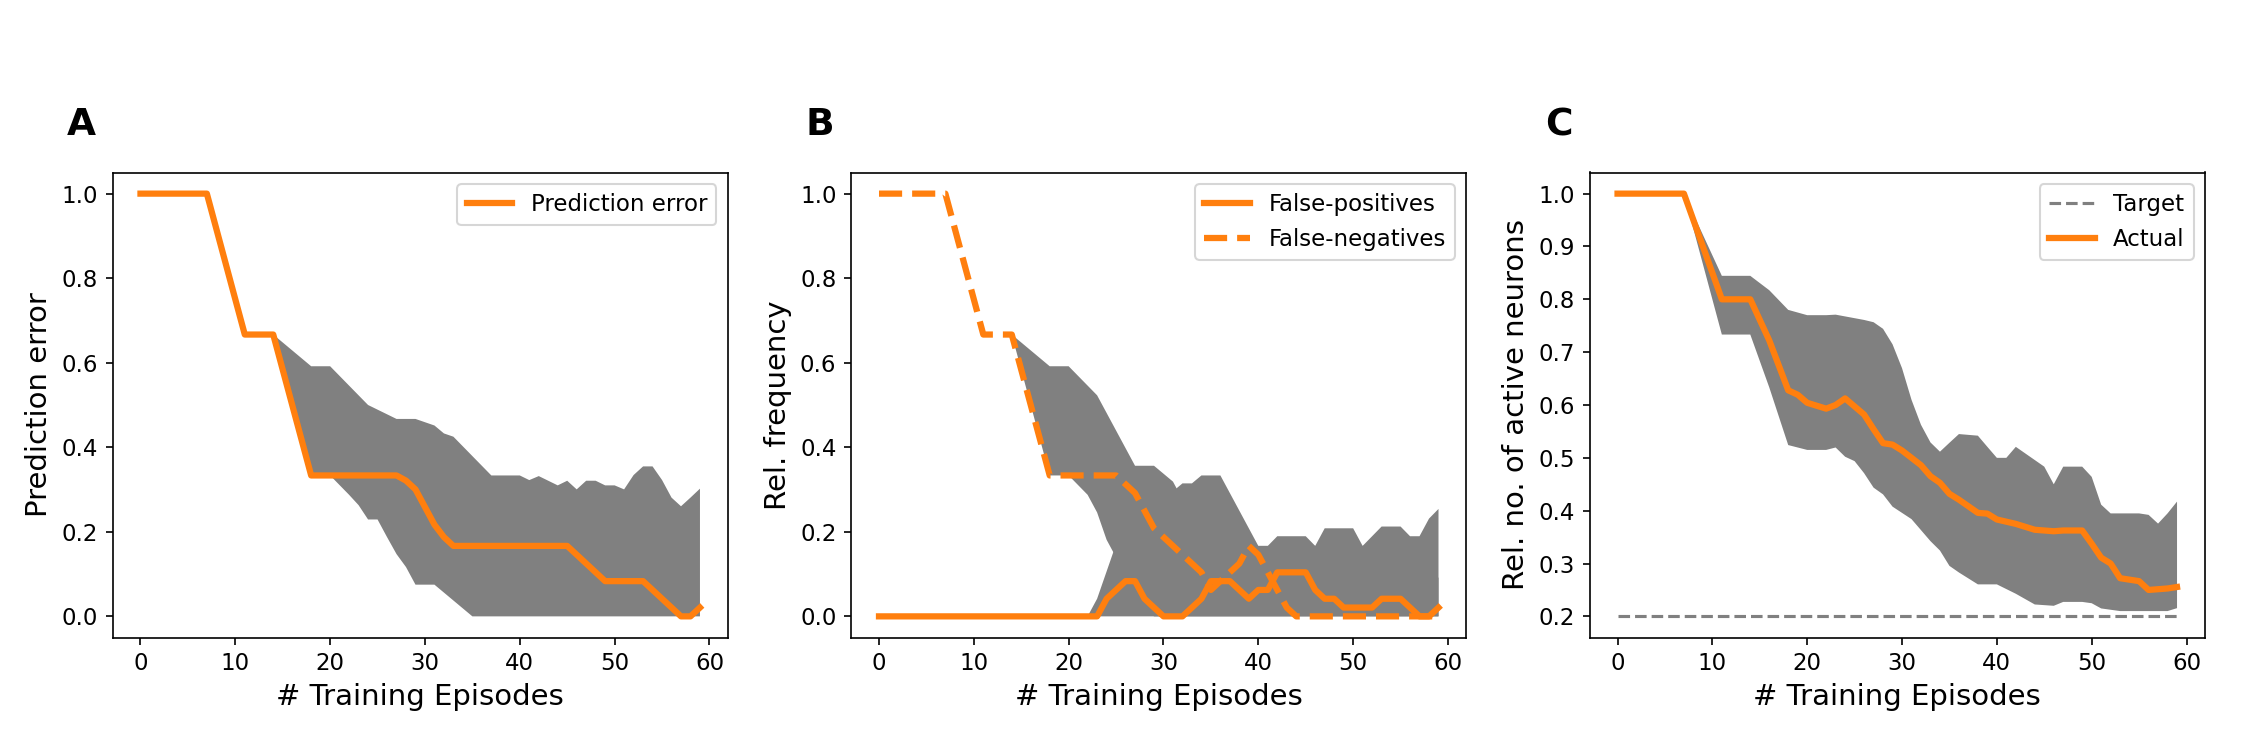 A
B
C
Prediction error
1.0
0.8
0.6
0.4
0.2
0.0
0 10 20 30 40 50 60
# Training Episodes
Prediction error
Rel. frequency
1.0
0.8
0.6
0.4
0.2
0.0
0 10 20 30 40 50 60
# Training Episodes
False-positives
False-negatives
Rel. no. of active neurons
1.0
0.9
0.8
0.7
0.6
0.5
0.4
0.3
0.2
0 10 20 30 40 50 60
# Training Episodes
Target
Actual